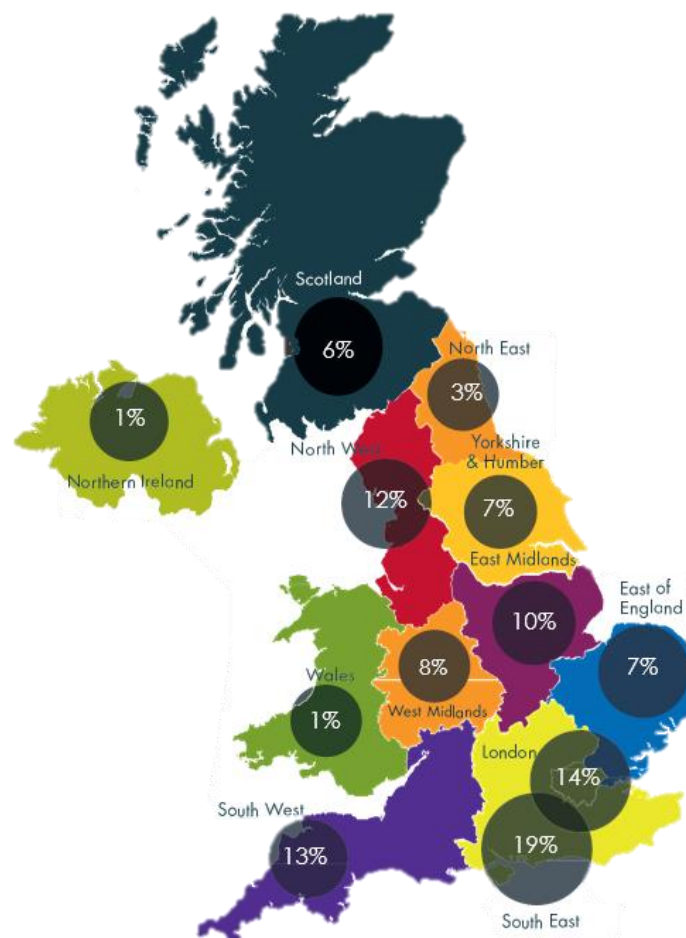 Scotland
6%
North East
3%
1%
Northern Ireland
North West
12%
Yorkshire
& Humber
7%
East Midlands
10%
East of
England
7%
8%
West Midlands
Wales
1%
London
14%
South West
13%
19%
South East